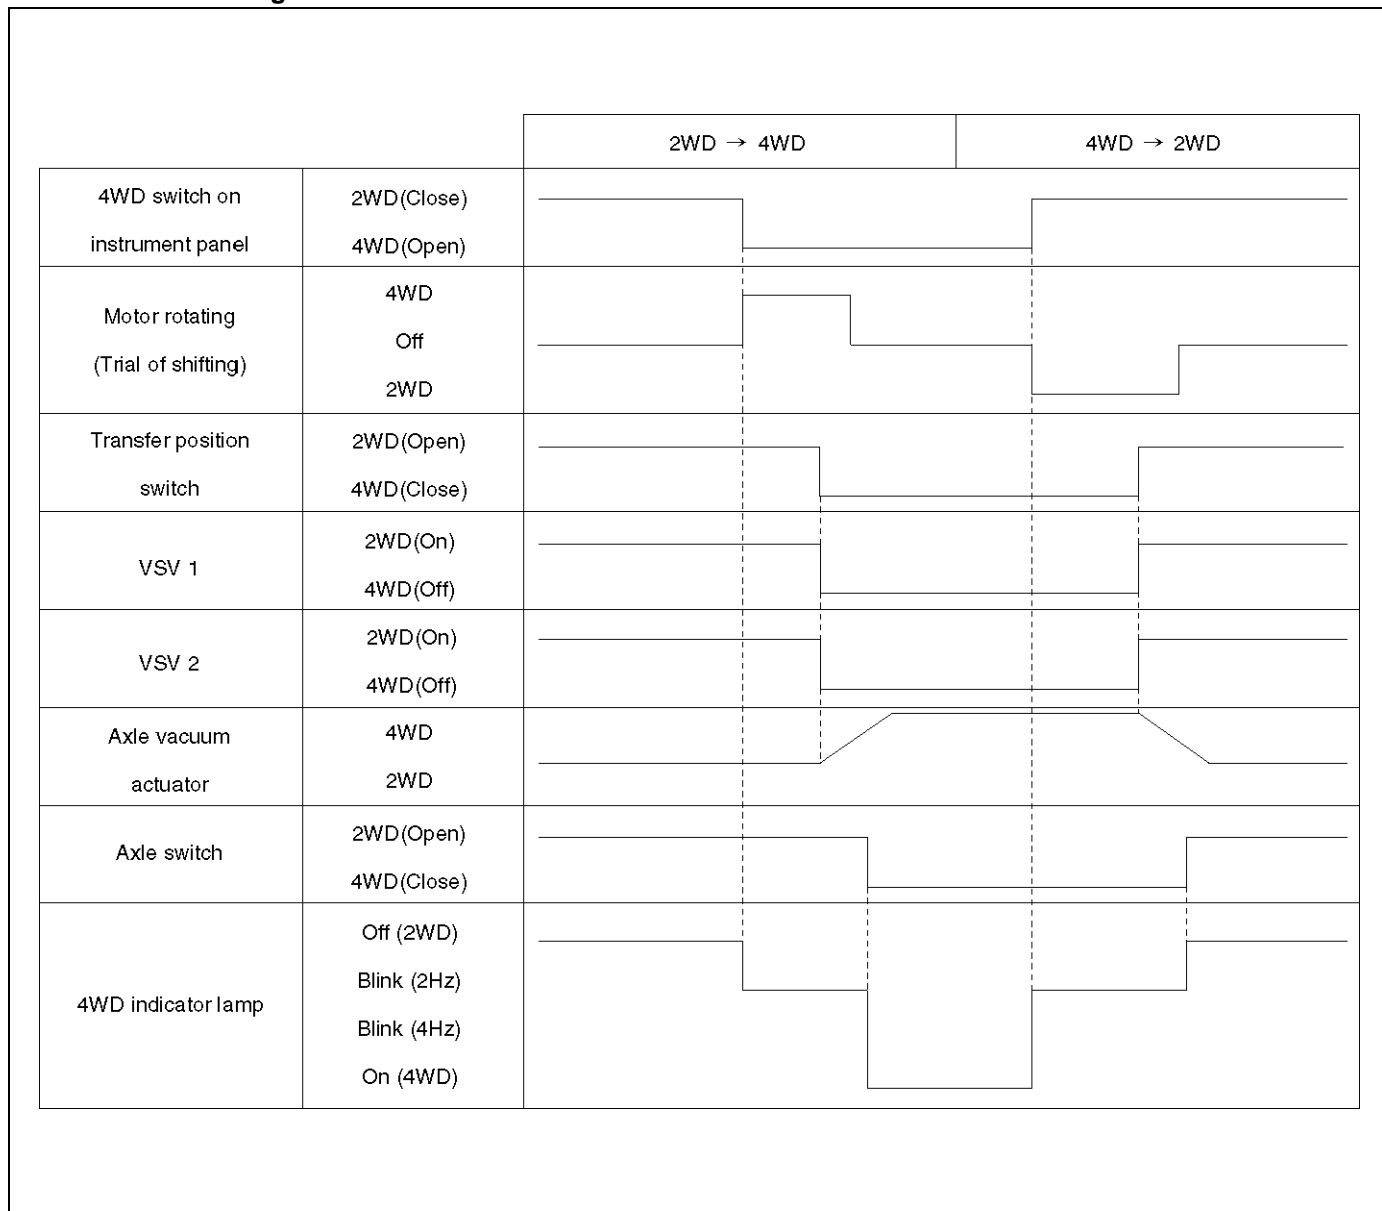 2WD → 4WD
4WD → 2WD
4WD switch on
instrument panel
2WD(Close)
4WD(Open)
Motor rotating
(Trial of shifting)
4WD
Off
2WD
Transfer position
switch
2WD(Open)
4WD(Close)
VSV 1
2WD(On)
4WD(Off)
VSV 2
2WD(On)
4WD(Off)
Axle vacuum
actuator
4WD
2WD
Axle switch
2WD(Open)
4WD(Close)
4WD indicator lamp
Off (2WD)
Blink (2Hz)
Blink (4Hz)
On (4WD)